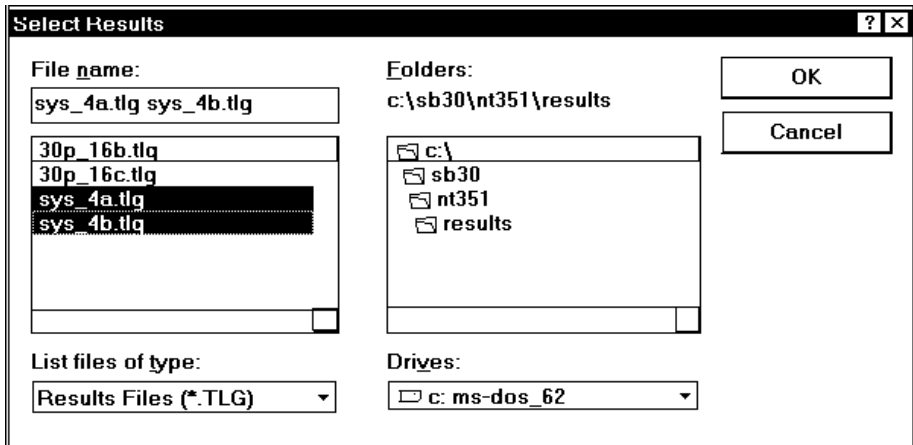 Select Results
File name:
sys_4a.tlg sys_4b.tlg
30p_16b.tlg
30p_16c.tlg
sys_4a.tlg
sys_4b.tlg
List files of type:
Results Files (*.TLG)
Folders:
c:\sb30\nt351\results
c:\
sb30
nt351
results
Drives:
c: ms-dos_62
OK
Cancel